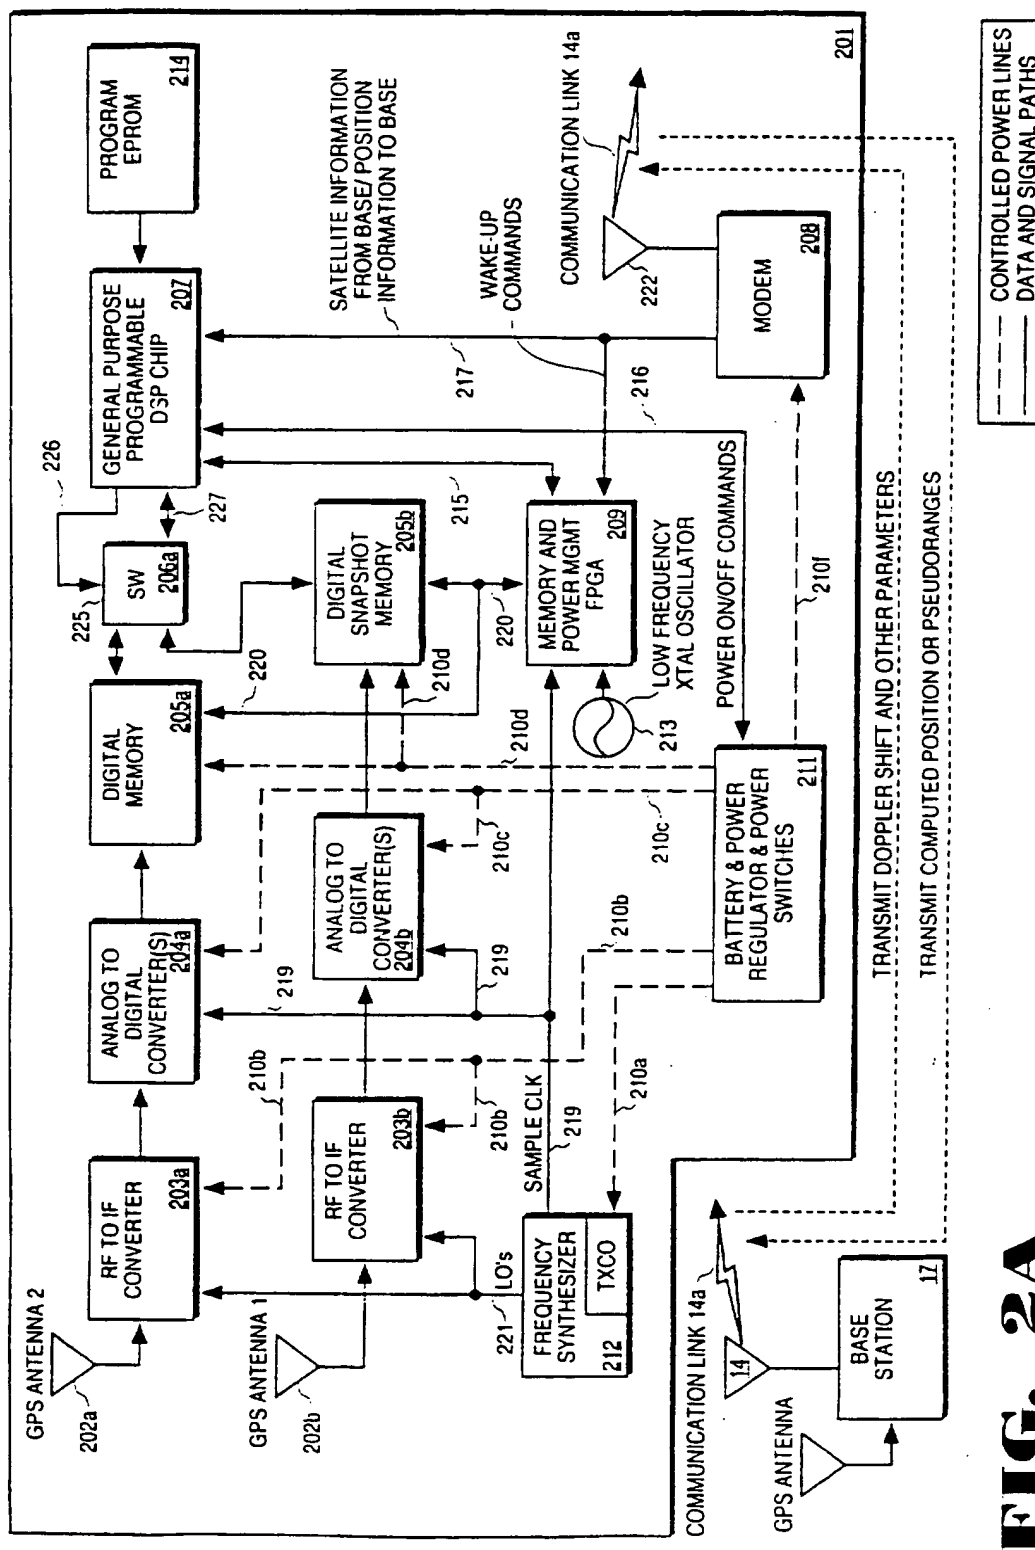 GPS ANTENNA 2
202a
RF TO IF
CONVERTER
203a
ANALOG TO
DIGITAL
CONVERTER(S)
204a
DIGITAL
MEMORY
205a
225
SW
206a
226
227
GENERAL PURPOSE
PROGRAMMABLE
DSP CHIP
207
PROGRAM
EPROM
214
210b
219
220
GPS ANTENNA 1
202b
RF TO IF
CONVERTER
203b
ANALOG TO
DIGITAL
CONVERTER(S)
204b
DIGITAL
SNAPSHOT
MEMORY
205b
215
217
SATELLITE INFORMATION
FROM BASE/POSITION
INFORMATION TO BASE
210b
219
210c
210d
220
221
LO's
FREQUENCY
SYNTHESIZER
212
TXCO
SAMPLE CLK
219
210d
MEMORY AND
POWER MGMT
FPGA
209
WAKE-UP
COMMANDS
COMMUNICATION LINK 14a
222
213
LOW FREQUENCY
XTAL OSCILLATOR
216
210a
210b
210c
POWER ON/OFF COMMANDS
BATTERY & POWER
REGULATOR & POWER
SWITCHES
211
210f
MODEM
208
201
COMMUNICATION LINK 14a
14
GPS ANTENNA
BASE
STATION
17
TRANSMIT DOPPLER SHIFT AND OTHER PARAMETERS
TRANSMIT COMPUTED POSITION OR PSEUDORANGES
CONTROLLED POWER LINES
DATA AND SIGNAL PATHS
FIG. 2A